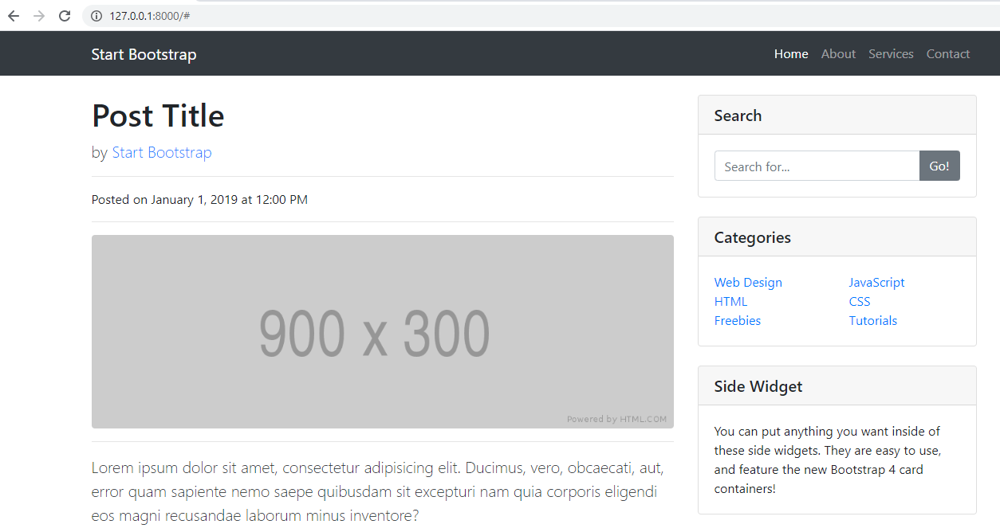 127.0.0.1:8000/#
Start Bootstrap
Home About Services Contact
Post Title
by Start Bootstrap
Posted on January 1, 2019 at 12:00 PM
900 x 300
Powered by HTML.COM
Lorem ipsum dolor sit amet, consectetur adipisicing elit. Ducimus, vero, obcaecati, aut,
error quam sapiente nemo saepe quibusdam sit excepturi nam quia corporis eligendi
eos magni recusandae laborum minus inventore?
Search
Search for...
Go!
Categories
Web Design
HTML
Freebies
JavaScript
CSS
Tutorials
Side Widget
You can put anything you want inside of
these side widgets. They are easy to use,
and feature the new Bootstrap 4 card
containers!